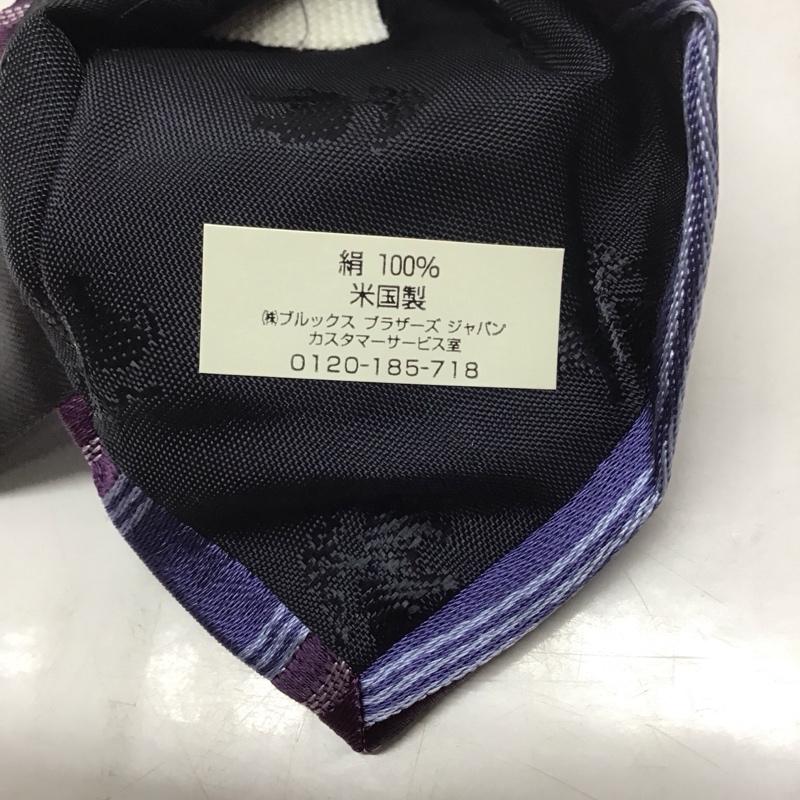 絹 100%
米国製
㈱ブルックス ブラザーズ ジャパン
カスタマーサービス室
0120-185-718